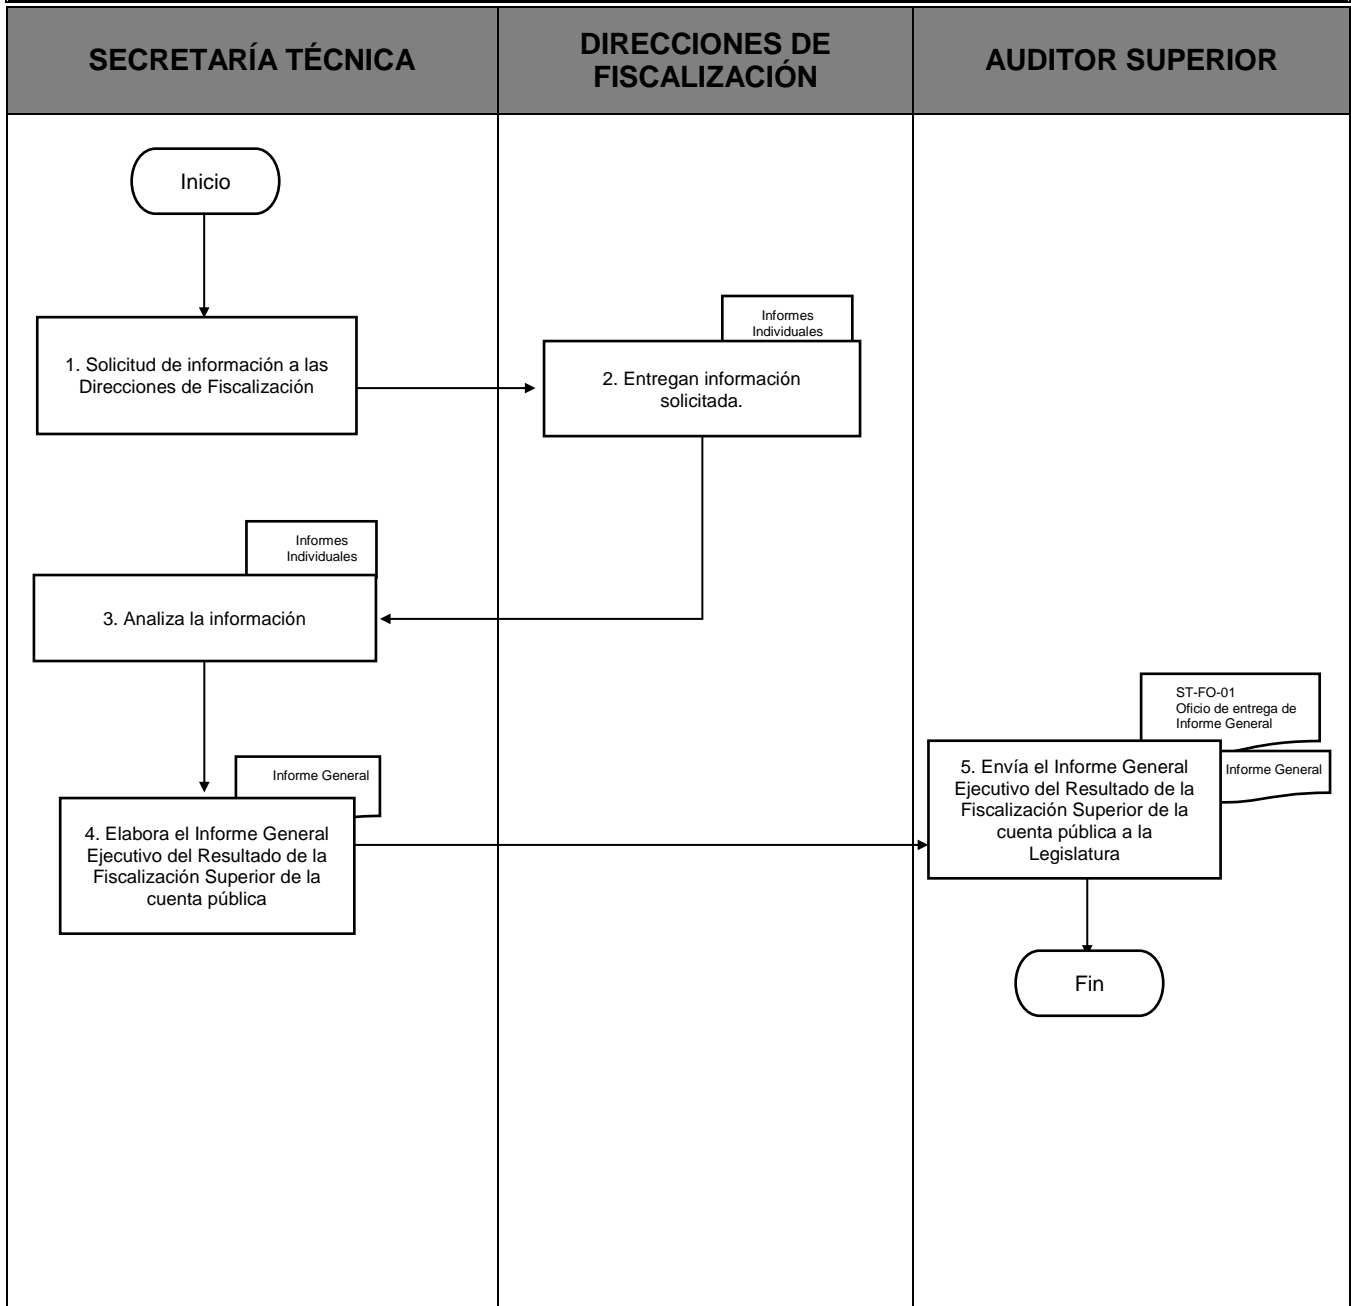 SECRETARÍA TÉCNICA
DIRECCIONES DE
FISCALIZACIÓN
AUDITOR SUPERIOR
Inicio
1. Solicitud de información a las
Direcciones de Fiscalización
Informes
Individuales
2. Entregan información
solicitada.
Informes
Individuales
3. Analiza la información
Informe General
4. Elabora el Informe General
Ejecutivo del Resultado de la
Fiscalización Superior de la
cuenta pública
ST-FO-01
Oficio de entrega de
Informe General
Informe General
5. Envía el Informe General
Ejecutivo del Resultado de la
Fiscalización Superior de la
cuenta pública a la
Legislatura
Fin